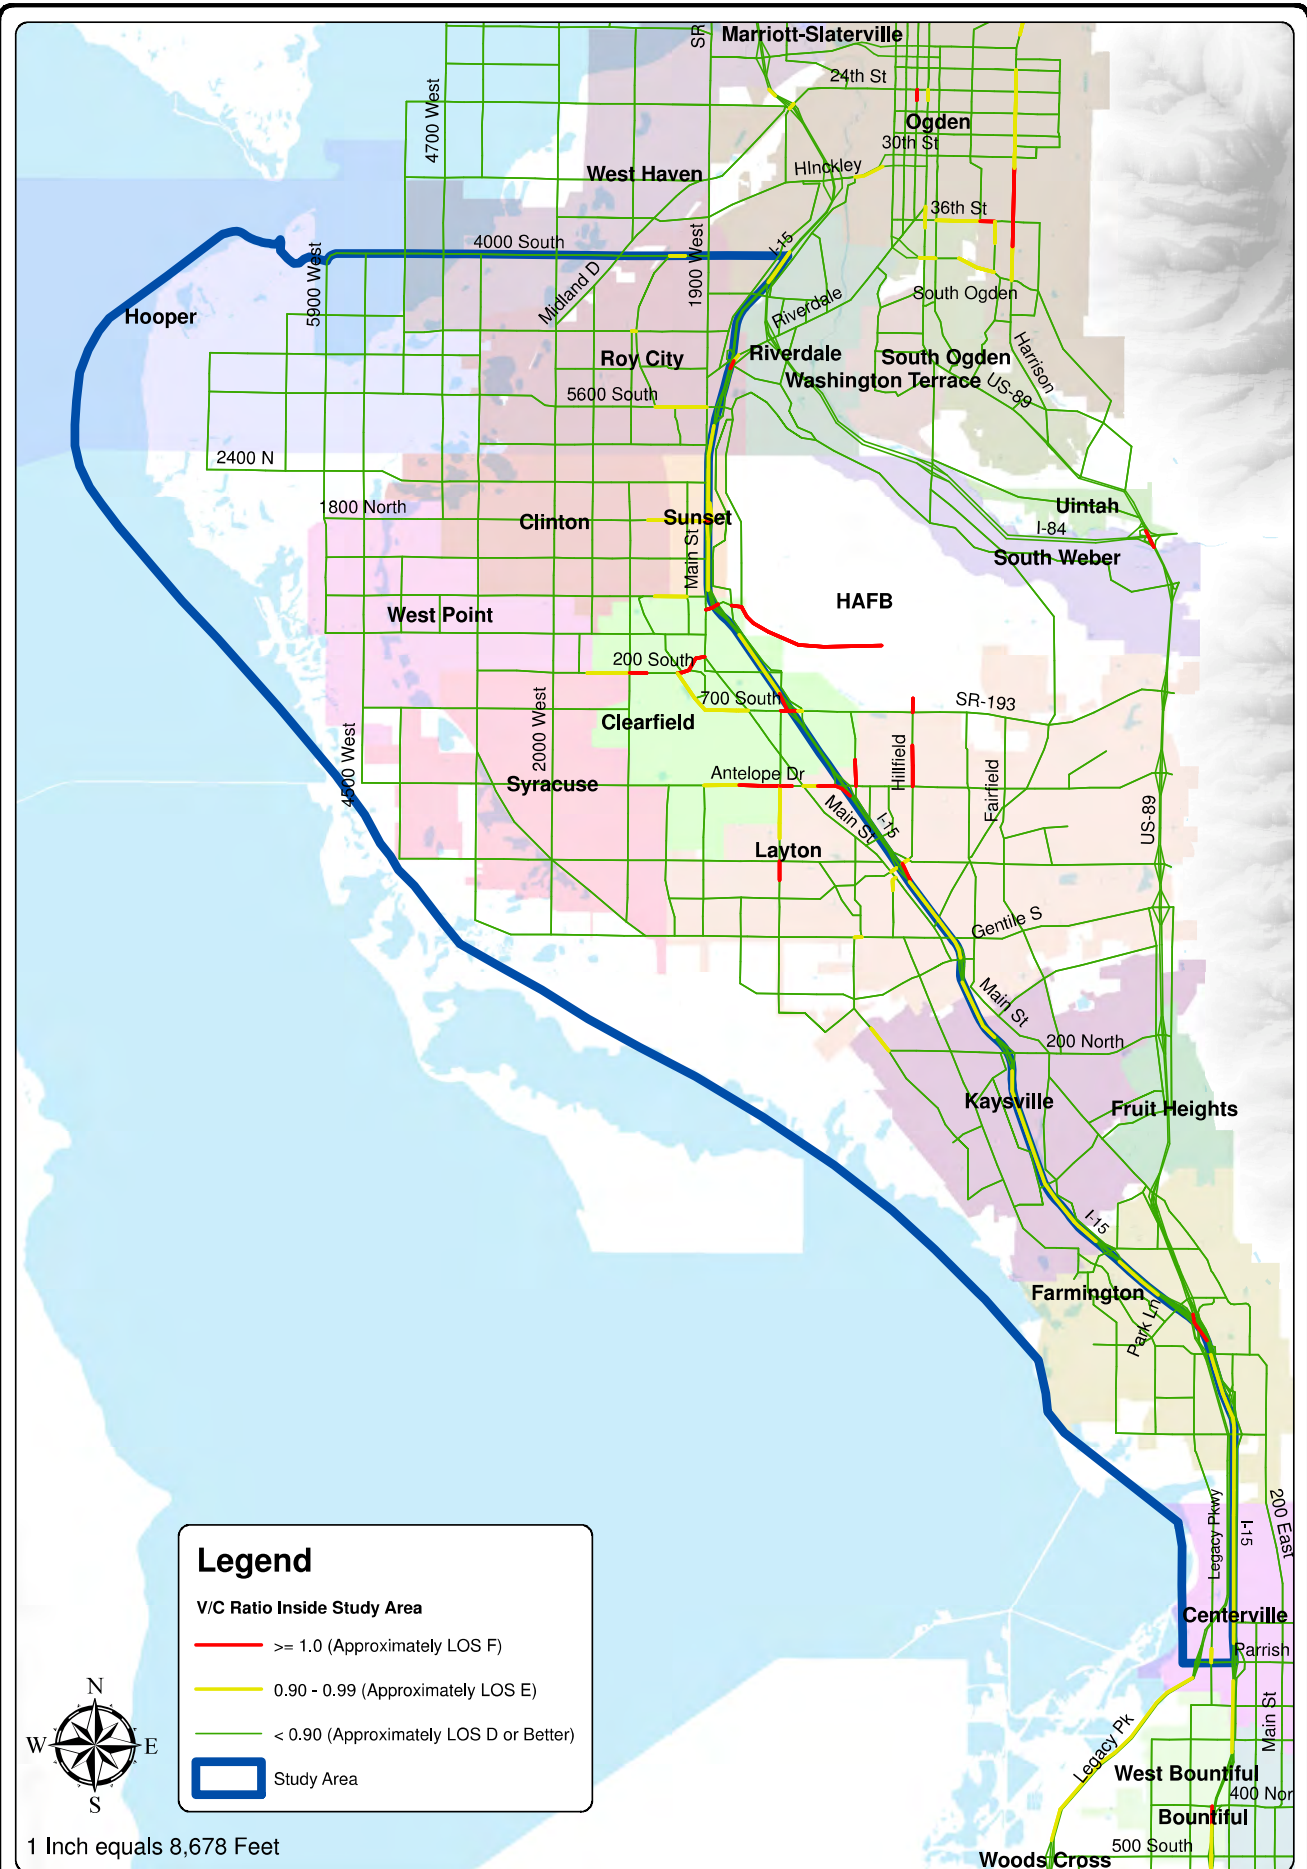 Marriott-Slaterville
SR
24th St
4700 West
Ogden
30th St
HInckley
West Haven
36th St
4000 South
I-15
1900 West
5900 West
Midland D
South Ogden
Hooper
Riverdale
Roy City
Riverdale
South Ogden
Harrison
Washington Terrace
US-89
5600 South
2400 N
1800 North
Clinton
Sunset
Uintah
I-84
Main St
South Weber
HAFB
West Point
200 South
700 South
SR-193
Clearfield
2000 West
4500 West
Hillfield
Antelope Dr
Fairfield
Syracuse
Main St
I-15
US-89
Layton
Gentile S
Main St
200 North
Kaysville
Fruit Heights
I-15
Farmington
Park Ln
Legacy Pkwy
I-15
200 East
Centerville
Parrish
Main St
Legacy Pk
West Bountiful
400 Nor
Bountiful
500 South
Woods Cross
Legend
V/C Ratio Inside Study Area
>= 1.0 (Approximately LOS F)
0.90 - 0.99 (Approximately LOS E)
< 0.90 (Approximately LOS D or Better)
Study Area
N
W
E
S
1 Inch equals 8,678 Feet